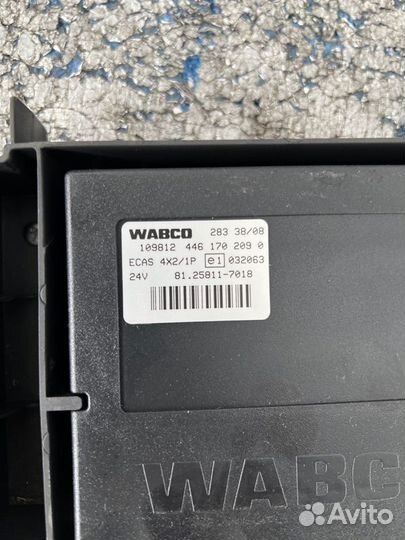 WABCO 283 38/08
109812 446 170 209 0
ECAS 4X2/1P e1 032063
24V 81.25811-7018
WABC
Avito